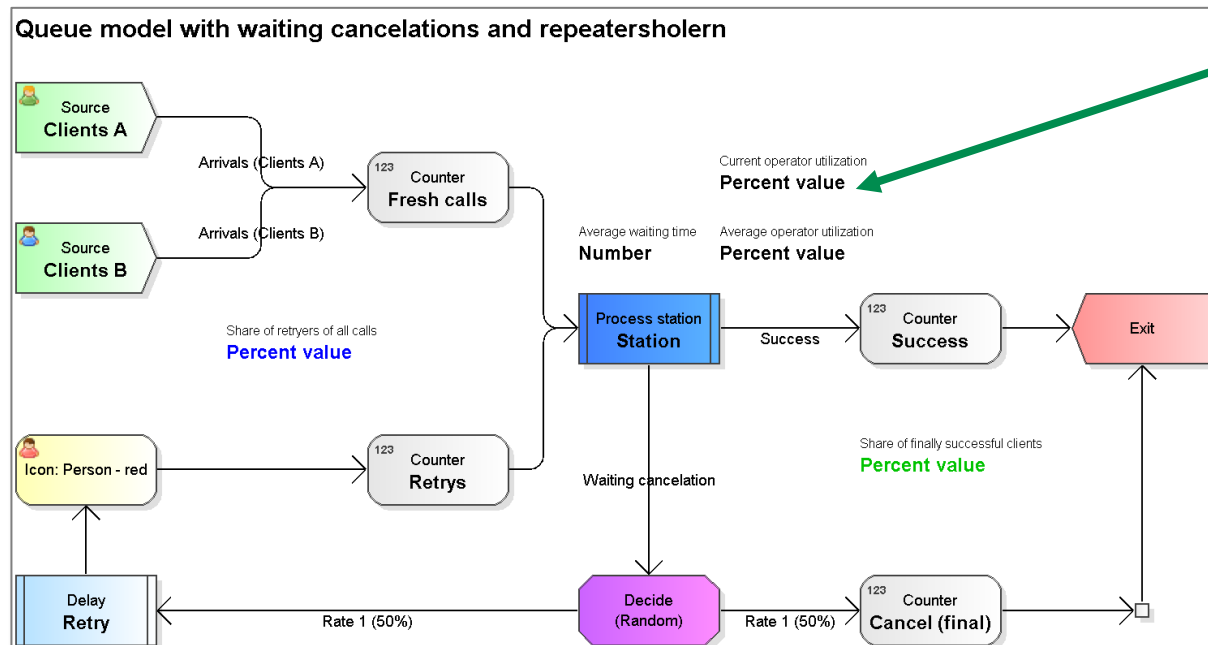 Queue model with waiting cancelations and repeatersholern
Source
Clients A
Arrivals (Clients A)
123
Counter
Fresh calls
Current operator utilization
Percent value
Source
Clients B
Arrivals (Clients B)
Average waiting time
Number
Average operator utilization
Percent value
Share of retryers of all calls
Percent value
Process station
Station
Success
123
Counter
Success
Exit
Icon: Person - red
123
Counter
Retrys
Waiting cancelation
Share of finally successful clients
Percent value
Delay
Retry
Rate 1 (50%)
Decide
(Random)
Rate 1 (50%)
123
Counter
Cancel (final)